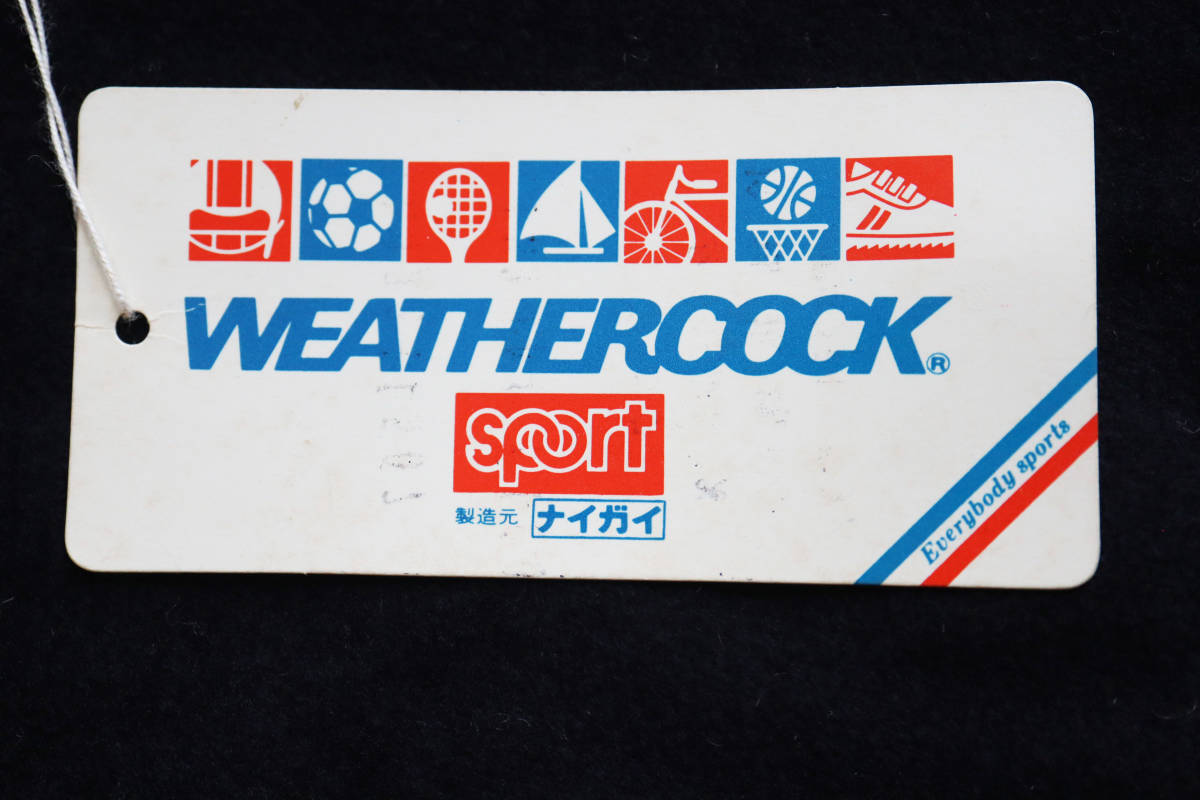 WEATHERCOCK®
sport
製造元 ナイガイ
Everybody sports